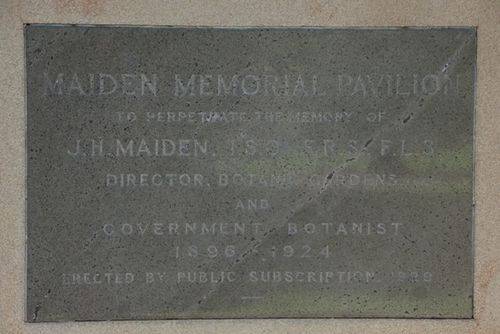 MAIDEN MEMORIAL PAVILION
TO PERPETUATE THE MEMORY OF
J.H. MAIDEN, I.S.O., F.R.S., F.L.S.
DIRECTOR, BOTANIC GARDENS
AND
GOVERNMENT BOTANIST
1896 - 1924
ERECTED BY PUBLIC SUBSCRIPTION